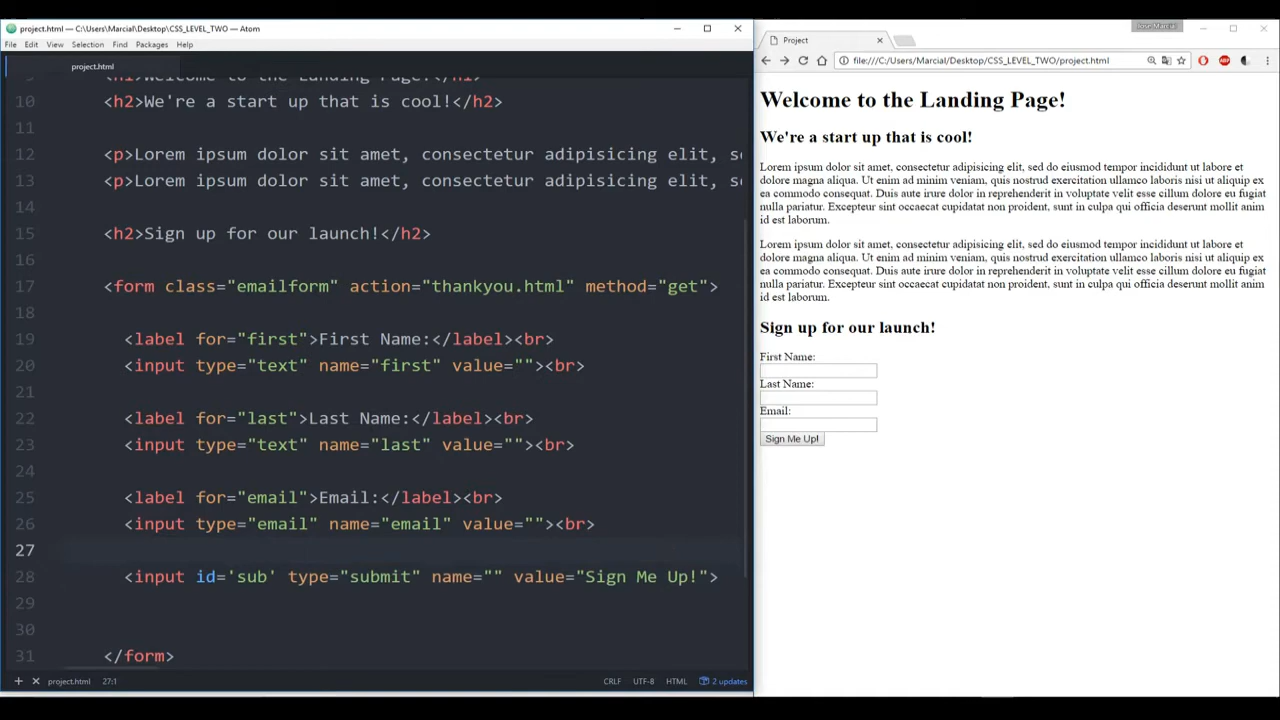 project.html — C:\Users\Marcial\Desktop\CSS_LEVEL_TWO — Atom
File Edit View Selection Find Packages Help
project.html
9 <h1>Welcome to the Landing Page!</h1>
10 <h2>We're a start up that is cool!</h2>
11
12 <p>Lorem ipsum dolor sit amet, consectetur adipisicing elit, se
13 <p>Lorem ipsum dolor sit amet, consectetur adipisicing elit, se
14
15 <h2>Sign up for our launch!</h2>
16
17 <form class="emailform" action="thankyou.html" method="get">
18
19 <label for="first">First Name:</label><br>
20 <input type="text" name="first" value=""><br>
21
22 <label for="last">Last Name:</label><br>
23 <input type="text" name="last" value=""><br>
24
25 <label for="email">Email:</label><br>
26 <input type="email" name="email" value=""><br>
27
28 <input id='sub' type="submit" name="" value="Sign Me Up!">
29
30
31 </form>
project.html 27:1 CRLF UTF-8 HTML 2 updates
Jose Marcial
Project
file:///C:/Users/Marcial/Desktop/CSS_LEVEL_TWO/project.html
ABP
Welcome to the Landing Page!
We're a start up that is cool!
Lorem ipsum dolor sit amet, consectetur adipisicing elit, sed do eiusmod tempor incididunt ut labore et
dolore magna aliqua. Ut enim ad minim veniam, quis nostrud exercitation ullamco laboris nisi ut aliquip ex
ea commodo consequat. Duis aute irure dolor in reprehenderit in voluptate velit esse cillum dolore eu fugiat
nulla pariatur. Excepteur sint occaecat cupidatat non proident, sunt in culpa qui officia deserunt mollit anim
id est laborum.
Lorem ipsum dolor sit amet, consectetur adipisicing elit, sed do eiusmod tempor incididunt ut labore et
dolore magna aliqua. Ut enim ad minim veniam, quis nostrud exercitation ullamco laboris nisi ut aliquip ex
ea commodo consequat. Duis aute irure dolor in reprehenderit in voluptate velit esse cillum dolore eu fugiat
nulla pariatur. Excepteur sint occaecat cupidatat non proident, sunt in culpa qui officia deserunt mollit anim
id est laborum.
Sign up for our launch!
First Name:
Last Name:
Email:
Sign Me Up!